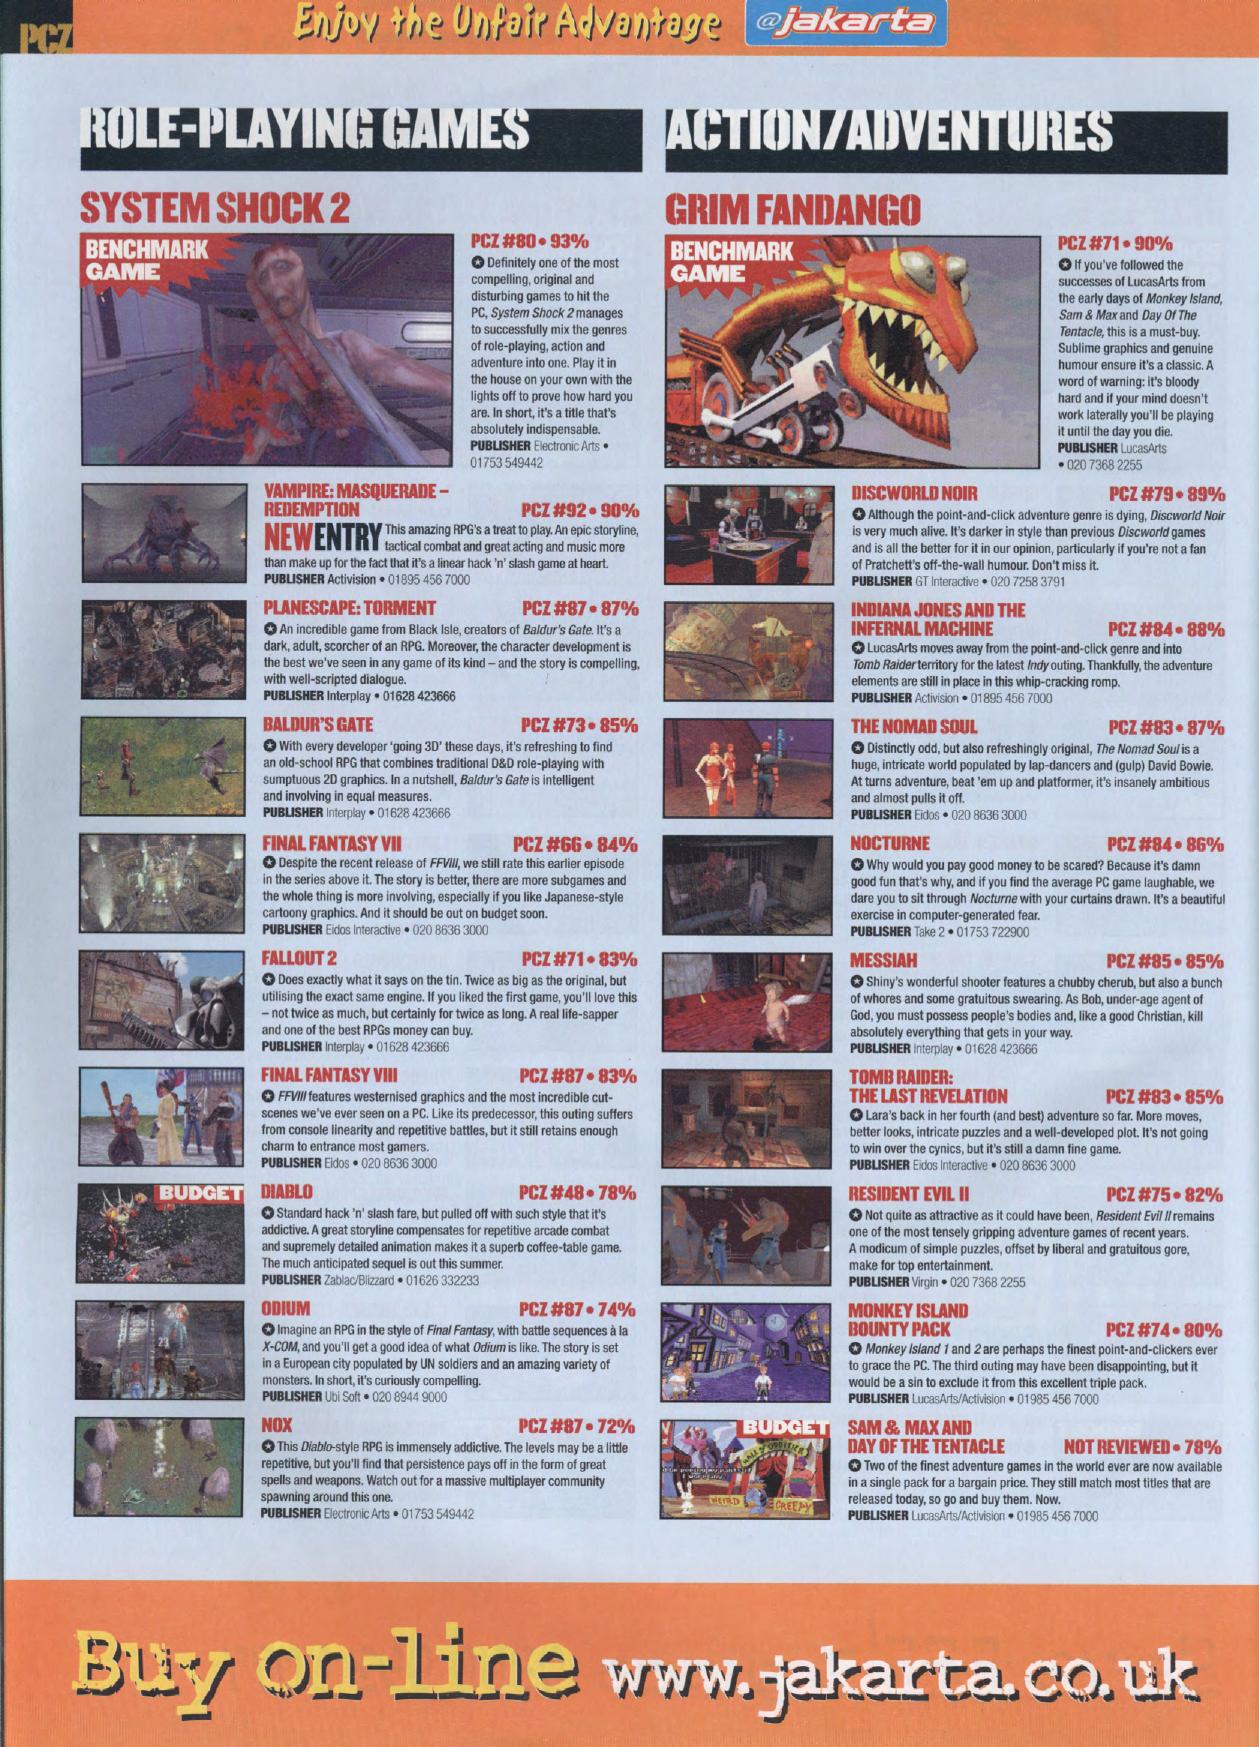 PCZ
Enjoy the Unfair Advantage
@jakarta
ROLE-PLAYING GAMES
SYSTEM SHOCK 2
BENCHMARK
GAME
CREW
PCZ #80 • 93%
Definitely one of the most
compelling, original and
disturbing games to hit the
PC, System Shock 2 manages
to successfully mix the genres
of role-playing, action and
adventure into one. Play it in
the house on your own with the
lights off to prove how hard you
are. In short, it's a title that's
absolutely indispensable.
PUBLISHER Electronic Arts •
01753 549442
VAMPIRE: MASQUERADE –
REDEMPTION PCZ #92 • 90%
NEW ENTRY This amazing RPG's a treat to play. An epic storyline,
tactical combat and great acting and music more
than make up for the fact that it's a linear hack 'n' slash game at heart.
PUBLISHER Activision • 01895 456 7000
PLANESCAPE: TORMENT PCZ #87 • 87%
An incredible game from Black Isle, creators of Baldur's Gate. It's a
dark, adult, scorcher of an RPG. Moreover, the character development is
the best we've seen in any game of its kind – and the story is compelling,
with well-scripted dialogue.
PUBLISHER Interplay • 01628 423666
BALDUR'S GATE PCZ #73 • 85%
With every developer 'going 3D' these days, it's refreshing to find
an old-school RPG that combines traditional D&D role-playing with
sumptuous 2D graphics. In a nutshell, Baldur's Gate is intelligent
and involving in equal measures.
PUBLISHER Interplay • 01628 423666
FINAL FANTASY VII PCZ #66 • 84%
Despite the recent release of FFVIII, we still rate this earlier episode
in the series above it. The story is better, there are more subgames and
the whole thing is more involving, especially if you like Japanese-style
cartoony graphics. And it should be out on budget soon.
PUBLISHER Eidos Interactive • 020 8636 3000
FALLOUT 2 PCZ #71 • 83%
Does exactly what it says on the tin. Twice as big as the original, but
utilising the exact same engine. If you liked the first game, you'll love this
– not twice as much, but certainly for twice as long. A real life-sapper
and one of the best RPGs money can buy.
PUBLISHER Interplay • 01628 423666
FINAL FANTASY VIII PCZ #87 • 83%
FFVIII features westernised graphics and the most incredible cut-
scenes we've ever seen on a PC. Like its predecessor, this outing suffers
from console linearity and repetitive battles, but it still retains enough
charm to entrance most gamers.
PUBLISHER Eidos • 020 8636 3000
BUDGET
DIABLO PCZ #48 • 78%
Standard hack 'n' slash fare, but pulled off with such style that it's
addictive. A great storyline compensates for repetitive arcade combat
and supremely detailed animation makes it a superb coffee-table game.
The much anticipated sequel is out this summer.
PUBLISHER Zablac/Blizzard • 01626 332233
ODIUM PCZ #87 • 74%
Imagine an RPG in the style of Final Fantasy, with battle sequences à la
X-COM, and you'll get a good idea of what Odium is like. The story is set
in a European city populated by UN soldiers and an amazing variety of
monsters. In short, it's curiously compelling.
PUBLISHER Ubi Soft • 020 8944 9000
23
NOX PCZ #87 • 72%
This Diablo-style RPG is immensely addictive. The levels may be a little
repetitive, but you'll find that persistence pays off in the form of great
spells and weapons. Watch out for a massive multiplayer community
spawning around this one.
PUBLISHER Electronic Arts • 01753 549442
ACTION/ADVENTURES
GRIM FANDANGO
BENCHMARK
GAME
PCZ #71 • 90%
If you've followed the
successes of LucasArts from
the early days of Monkey Island,
Sam & Max and Day Of The
Tentacle, this is a must-buy.
Sublime graphics and genuine
humour ensure it's a classic. A
word of warning: it's bloody
hard and if your mind doesn't
work laterally you'll be playing
it until the day you die.
PUBLISHER LucasArts
• 020 7368 2255
DISCWORLD NOIR PCZ #79 • 89%
Although the point-and-click adventure genre is dying, Discworld Noir
is very much alive. It's darker in style than previous Discworld games
and is all the better for it in our opinion, particularly if you're not a fan
of Pratchett's off-the-wall humour. Don't miss it.
PUBLISHER GT Interactive • 020 7258 3791
INDIANA JONES AND THE
INFERNAL MACHINE PCZ #84 • 88%
LucasArts moves away from the point-and-click genre and into
Tomb Raider territory for the latest Indy outing. Thankfully, the adventure
elements are still in place in this whip-cracking romp.
PUBLISHER Activision • 01895 456 7000
THE NOMAD SOUL PCZ #83 • 87%
Distinctly odd, but also refreshingly original, The Nomad Soul is a
huge, intricate world populated by lap-dancers and (gulp) David Bowie.
At turns adventure, beat 'em up and platformer, it's insanely ambitious
and almost pulls it off.
PUBLISHER Eidos • 020 8636 3000
NOCTURNE PCZ #84 • 86%
Why would you pay good money to be scared? Because it's damn
good fun that's why, and if you find the average PC game laughable, we
dare you to sit through Nocturne with your curtains drawn. It's a beautiful
exercise in computer-generated fear.
PUBLISHER Take 2 • 01753 722900
MESSIAH PCZ #85 • 85%
Shiny's wonderful shooter features a chubby cherub, but also a bunch
of whores and some gratuitous swearing. As Bob, under-age agent of
God, you must possess people's bodies and, like a good Christian, kill
absolutely everything that gets in your way.
PUBLISHER Interplay • 01628 423666
TOMB RAIDER:
THE LAST REVELATION PCZ #83 • 85%
Lara's back in her fourth (and best) adventure so far. More moves,
better looks, intricate puzzles and a well-developed plot. It's not going
to win over the cynics, but it's still a damn fine game.
PUBLISHER Eidos Interactive • 020 8636 3000
RESIDENT EVIL II PCZ #75 • 82%
Not quite as attractive as it could have been, Resident Evil II remains
one of the most tensely gripping adventure games of recent years.
A modicum of simple puzzles, offset by liberal and gratuitous gore,
make for top entertainment.
PUBLISHER Virgin • 020 7368 2255
MONKEY ISLAND
BOUNTY PACK PCZ #74 • 80%
Monkey Island 1 and 2 are perhaps the finest point-and-clickers ever
to grace the PC. The third outing may have been disappointing, but it
would be a sin to exclude it from this excellent triple pack.
PUBLISHER LucasArts/Activision • 01985 456 7000
BUDGET
WEIRD
CREEPY
SAM & MAX AND
DAY OF THE TENTACLE NOT REVIEWED • 78%
Two of the finest adventure games in the world ever are now available
in a single pack for a bargain price. They still match most titles that are
released today, so go and buy them. Now.
PUBLISHER LucasArts/Activision • 01985 456 7000
Buy on-line www.jakarta.co.uk